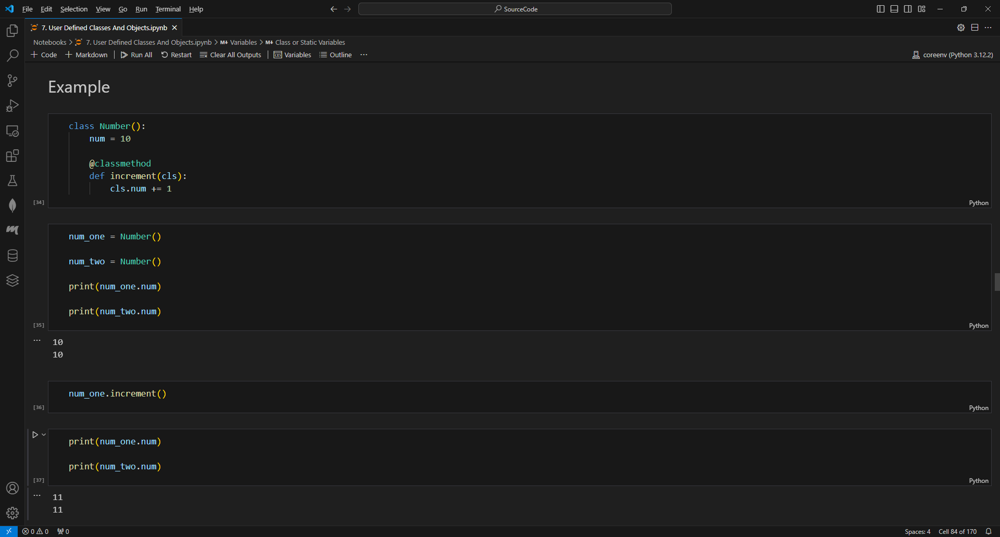 File Edit Selection View Go Run Terminal Help
SourceCode
7. User Defined Classes And Objects.ipynb
Notebooks > 7. User Defined Classes And Objects.ipynb > M↓ Variables > M↓ Class or Static Variables
+ Code + Markdown | Run All Restart Clear All Outputs | Variables Outline ...
coreenv (Python 3.12.2)
Example
class Number():
    num = 10
    @classmethod
    def increment(cls):
        cls.num += 1
[34]
Python
num_one = Number()
num_two = Number()
print(num_one.num)
print(num_two.num)
[35]
Python
...
10
10
num_one.increment()
[36]
Python
print(num_one.num)
print(num_two.num)
[37]
Python
...
11
11
0 0 0
Spaces: 4 Cell 84 of 170